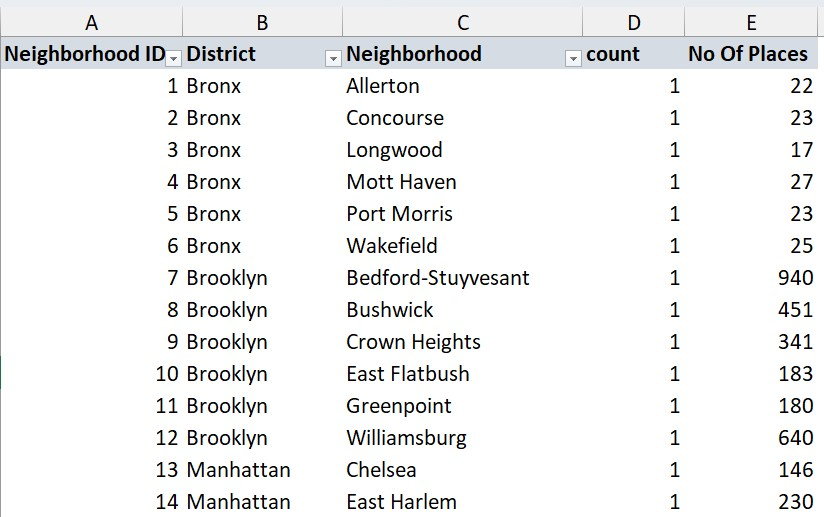 A B C D E
Neighborhood ID District Neighborhood count No Of Places
1 Bronx Allerton 1 22
2 Bronx Concourse 1 23
3 Bronx Longwood 1 17
4 Bronx Mott Haven 1 27
5 Bronx Port Morris 1 23
6 Bronx Wakefield 1 25
7 Brooklyn Bedford-Stuyvesant 1 940
8 Brooklyn Bushwick 1 451
9 Brooklyn Crown Heights 1 341
10 Brooklyn East Flatbush 1 183
11 Brooklyn Greenpoint 1 180
12 Brooklyn Williamsburg 1 640
13 Manhattan Chelsea 1 146
14 Manhattan East Harlem 1 230